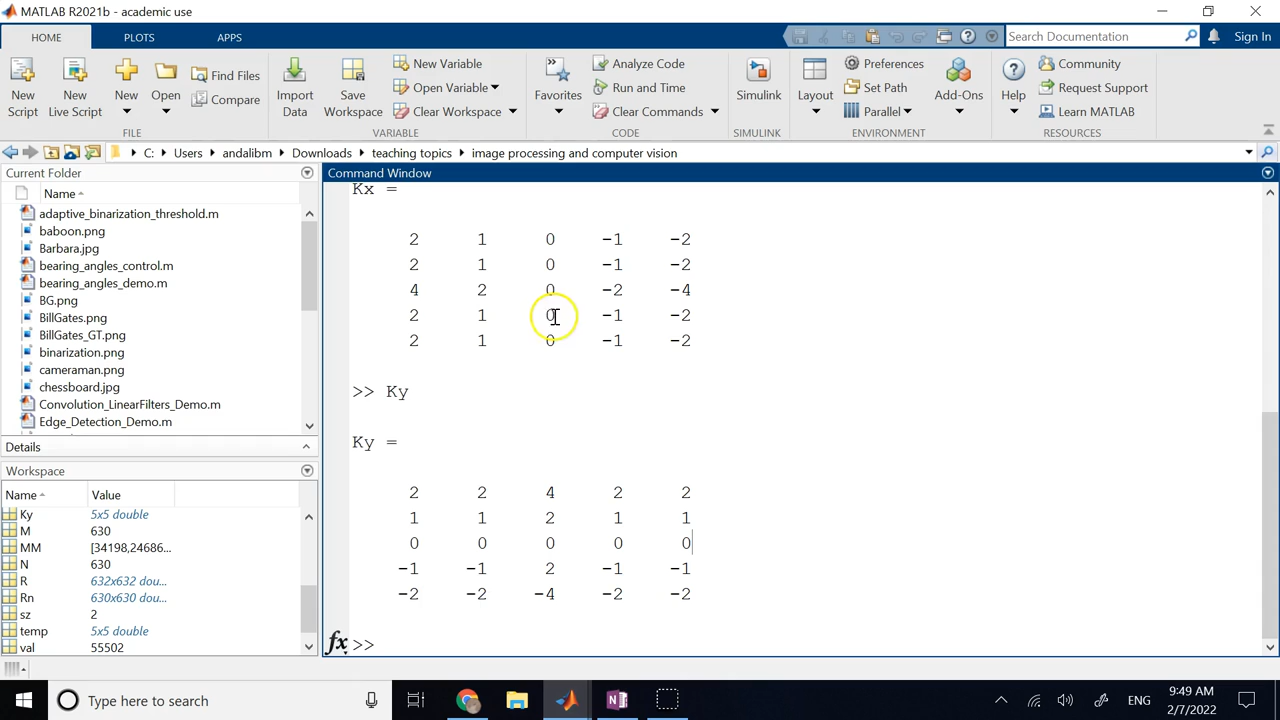 MATLAB R2021b - academic use
HOME PLOTS APPS Search Documentation Sign In
New Script
New Live Script
New
Open
Find Files
Compare
FILE
Import Data
Save Workspace
New Variable
Open Variable
Clear Workspace
VARIABLE
Favorites
Analyze Code
Run and Time
Clear Commands
CODE
Simulink
SIMULINK
Layout
Preferences
Set Path
Parallel
ENVIRONMENT
Add-Ons
Help
Community
Request Support
Learn MATLAB
RESOURCES
C: Users andalibm Downloads teaching topics image processing and computer vision
Current Folder
Name
adaptive_binarization_threshold.m
baboon.png
Barbara.jpg
bearing_angles_control.m
bearing_angles_demo.m
BG.png
BillGates.png
BillGates_GT.png
binarization.png
cameraman.png
chessboard.jpg
Convolution_LinearFilters_Demo.m
Edge_Detection_Demo.m
Details
Workspace
Name Value
Ky 5x5 double
M 630
MM [34198,24686...
N 630
R 632x632 dou...
Rn 630x630 dou...
sz 2
temp 5x5 double
val 55502
Command Window
Kx =
2 1 0 -1 -2
2 1 0 -1 -2
4 2 0 -2 -4
2 1 0 -1 -2
2 1 0 -1 -2
>> Ky
Ky =
2 2 4 2 2
1 1 2 1 1
0 0 0 0 0
-1 -1 2 -1 -1
-2 -2 -4 -2 -2
fx >>
Type here to search
ENG
9:49 AM
2/7/2022